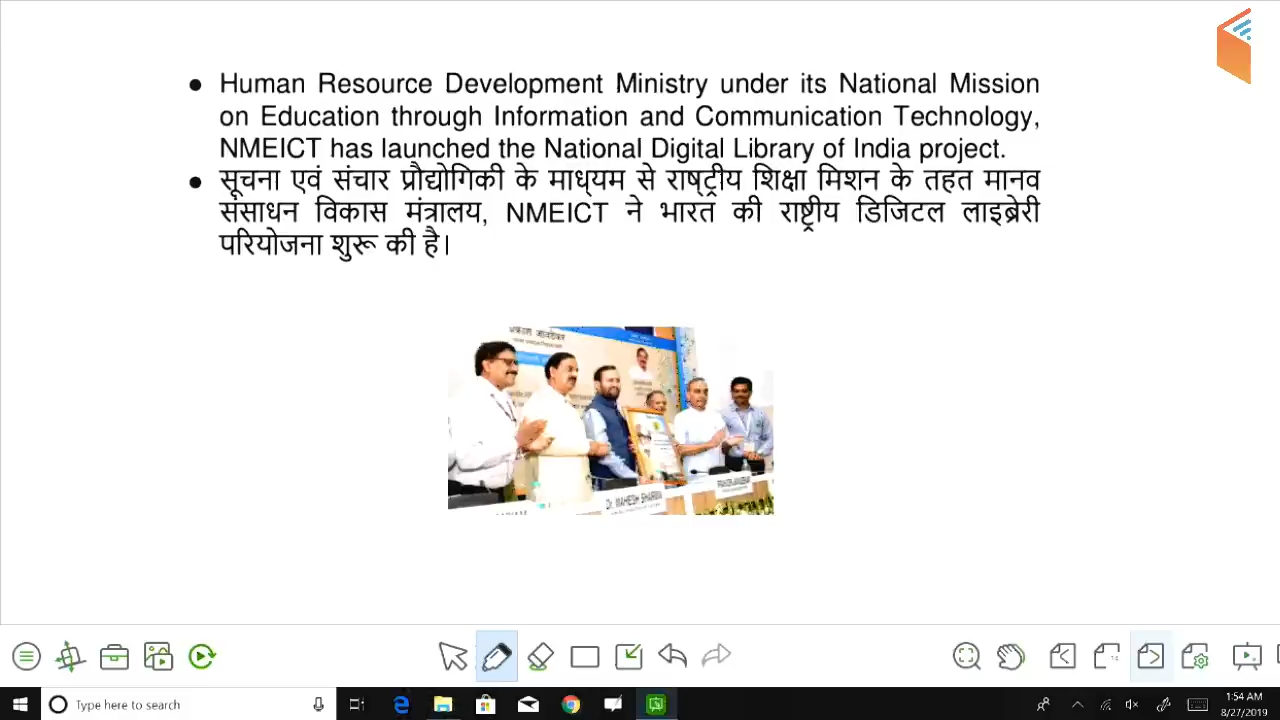 ● Human Resource Development Ministry under its National Mission
on Education through Information and Communication Technology,
NMEICT has launched the National Digital Library of India project.
● सूचना एवं संचार प्रौद्योगिकी के माध्यम से राष्ट्रीय शिक्षा मिशन के तहत मानव
संसाधन विकास मंत्रालय, NMEICT ने भारत की राष्ट्रीय डिजिटल लाइब्रेरी
परियोजना शुरू की है।
Dr. MAHESH SHARMA
Type here to search
1:54 AM
8/27/2019